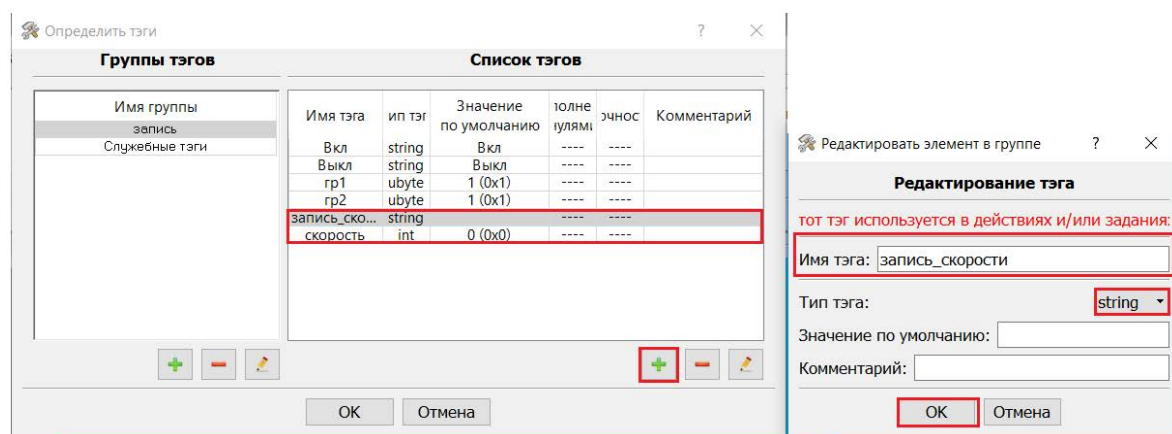 Определить тэги ? ×
Группы тэгов
Имя группы
запись
Служебные тэги
Список тэгов
Имя тэга ип тэг Значение по умолчанию юлне нулями очнос Комментарий
Вкл string Вкл ---- ----
Выкл string Выкл ---- ----
гр1 ubyte 1 (0x1) ---- ----
гр2 ubyte 1 (0x1) ---- ----
запись_ско... string ---- ----
скорость int 0 (0x0) ---- ----
OK Отмена
Редактировать элемент в группе ? ×
Редактирование тэга
тот тэг используется в действиях и/или задания:
Имя тэга: запись_скорости
Тип тэга: string
Значение по умолчанию:
Комментарий:
OK Отмена